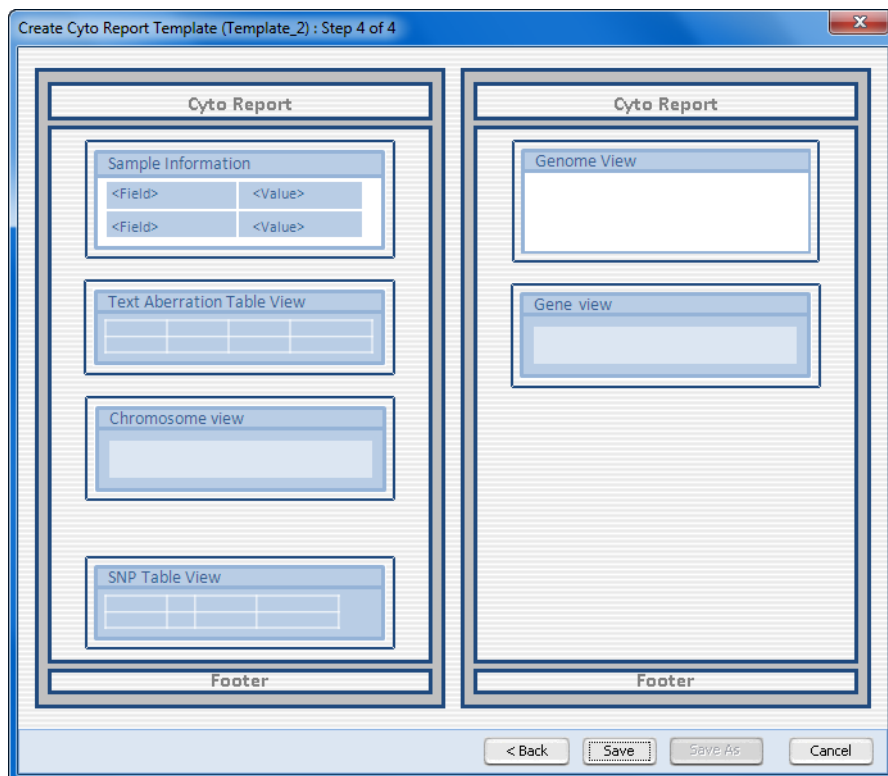 Create Cyto Report Template (Template_2) : Step 4 of 4
x
Cyto Report
Sample Information
<Field> <Value>
<Field> <Value>
Text Aberration Table View
Chromosome view
SNP Table View
Footer
Cyto Report
Genome View
Gene view
Footer
< Back Save Save As Cancel